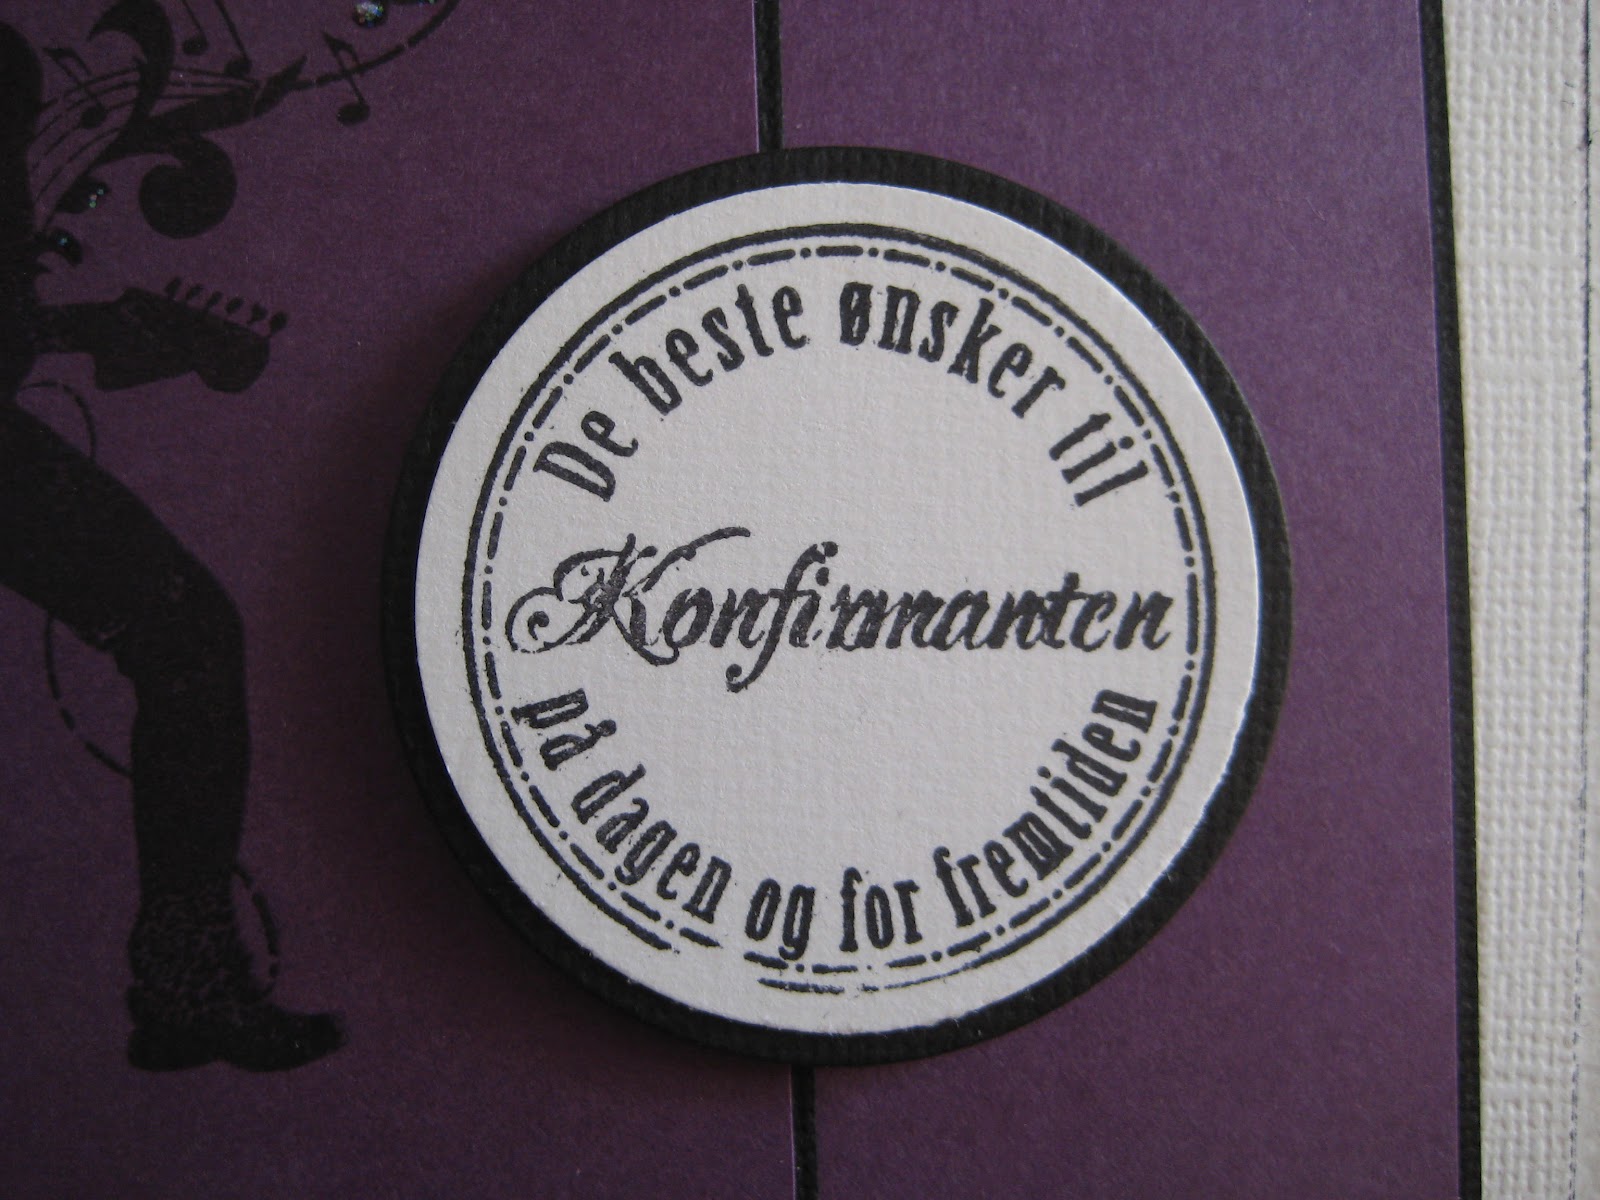 De beste ønsker til
Konfirmanten
på dagen og for fremtiden